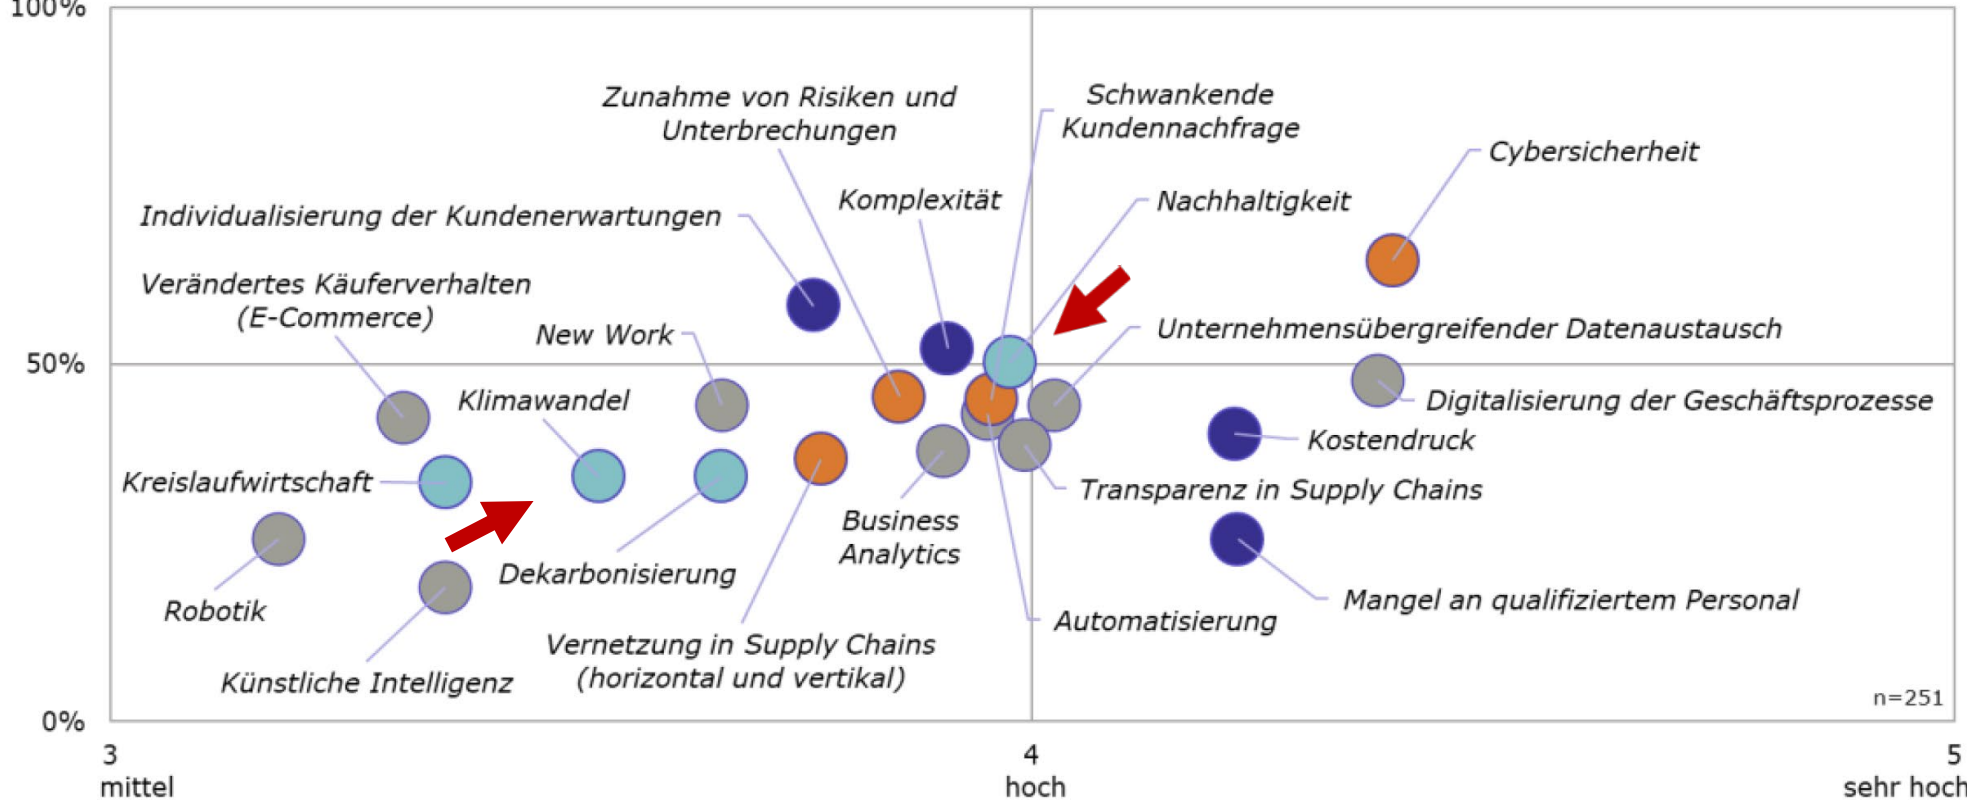 100%
Zunahme von Risiken und
Unterbrechungen
Schwankende
Kundennachfrage
Cybersicherheit
Individualisierung der Kundenerwartungen
Komplexität
Nachhaltigkeit
Verändertes Käuferverhalten
(E-Commerce)
New Work
Unternehmensübergreifender Datenaustausch
50%
Klimawandel
Digitalisierung der Geschäftsprozesse
Kostendruck
Kreislaufwirtschaft
Transparenz in Supply Chains
Business
Analytics
Dekarbonisierung
Robotik
Mangel an qualifiziertem Personal
Automatisierung
Vernetzung in Supply Chains
(horizontal und vertikal)
Künstliche Intelligenz
n=251
0%
3
mittel
4
hoch
5
sehr hoch